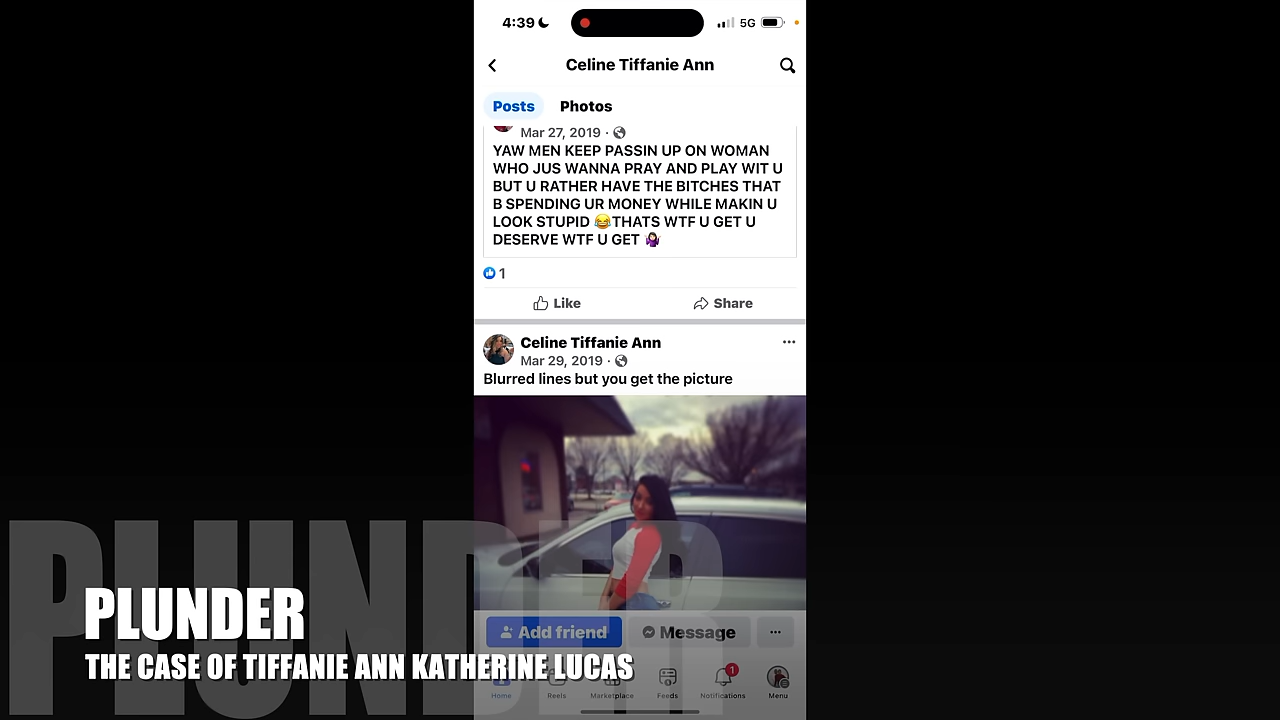 4:39
5G
Celine Tiffanie Ann
Posts Photos
Mar 27, 2019 ·
YAW MEN KEEP PASSIN UP ON WOMAN
WHO JUS WANNA PRAY AND PLAY WIT U
BUT U RATHER HAVE THE BITCHES THAT
B SPENDING UR MONEY WHILE MAKIN U
LOOK STUPID 😂THATS WTF U GET U
DESERVE WTF U GET 🤷🏻‍♀️
1
Like Share
Celine Tiffanie Ann
Mar 29, 2019 ·
Blurred lines but you get the picture
PLUNDER
Add friend Message
PLUNDER
THE CASE OF TIFFANIE ANN KATHERINE LUCAS
1
Home Reels Marketplace Feeds Notifications Menu